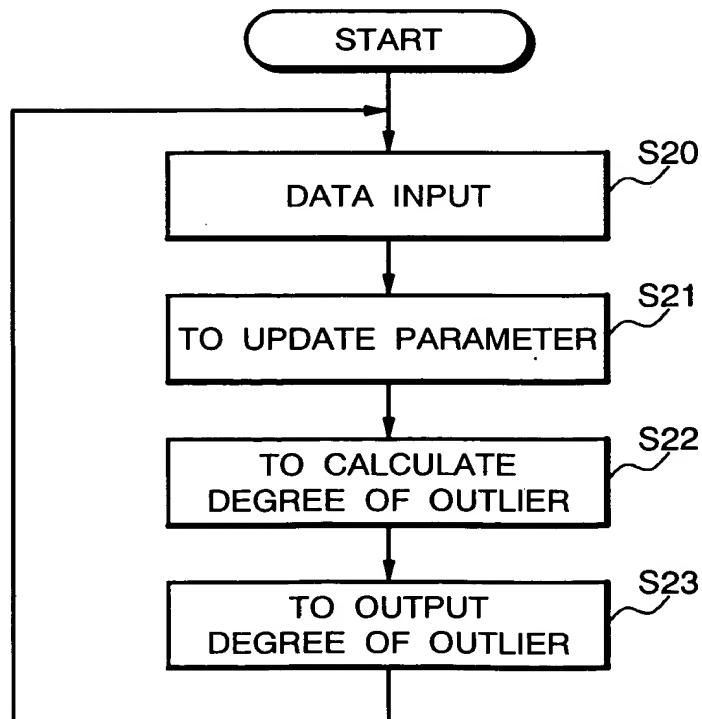 START
S20
DATA INPUT
S21
TO UPDATE PARAMETER
S22
TO CALCULATE
DEGREE OF OUTLIER
S23
TO OUTPUT
DEGREE OF OUTLIER